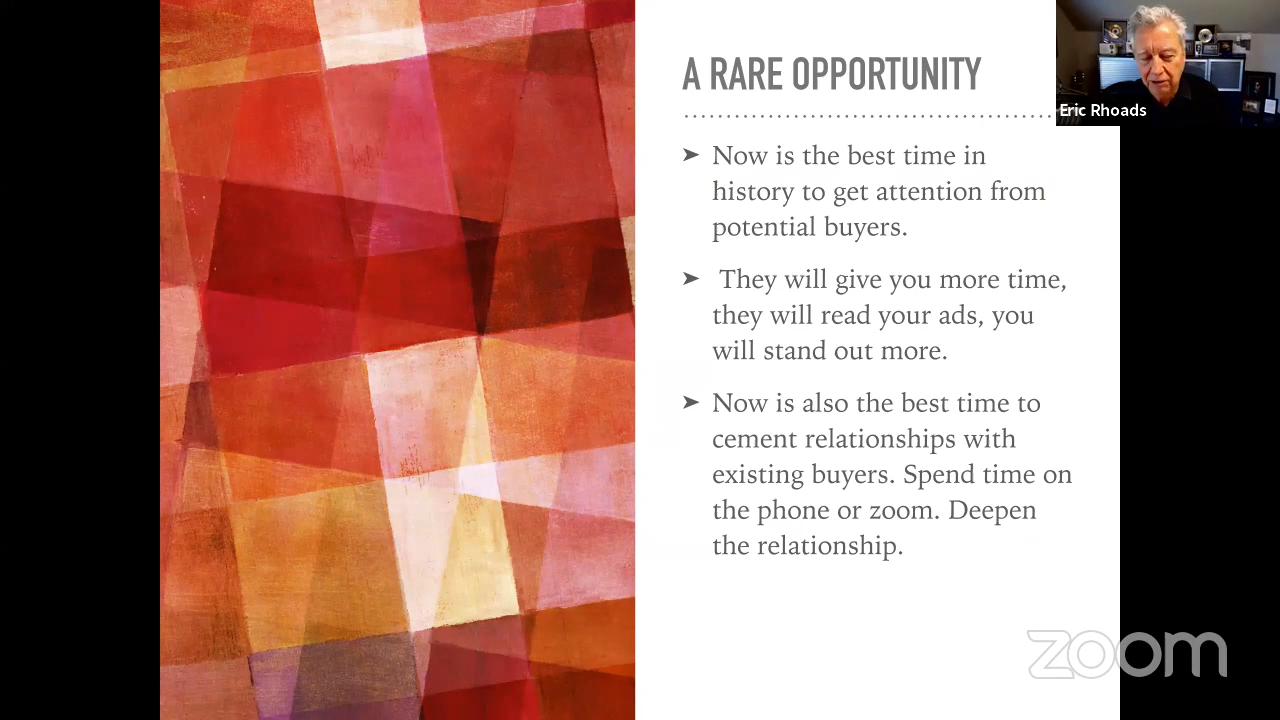 A RARE OPPORTUNITY
Eric Rhoads
➤ Now is the best time in
history to get attention from
potential buyers.
➤ They will give you more time,
they will read your ads, you
will stand out more.
➤ Now is also the best time to
cement relationships with
existing buyers. Spend time on
the phone or zoom. Deepen
the relationship.
zoom